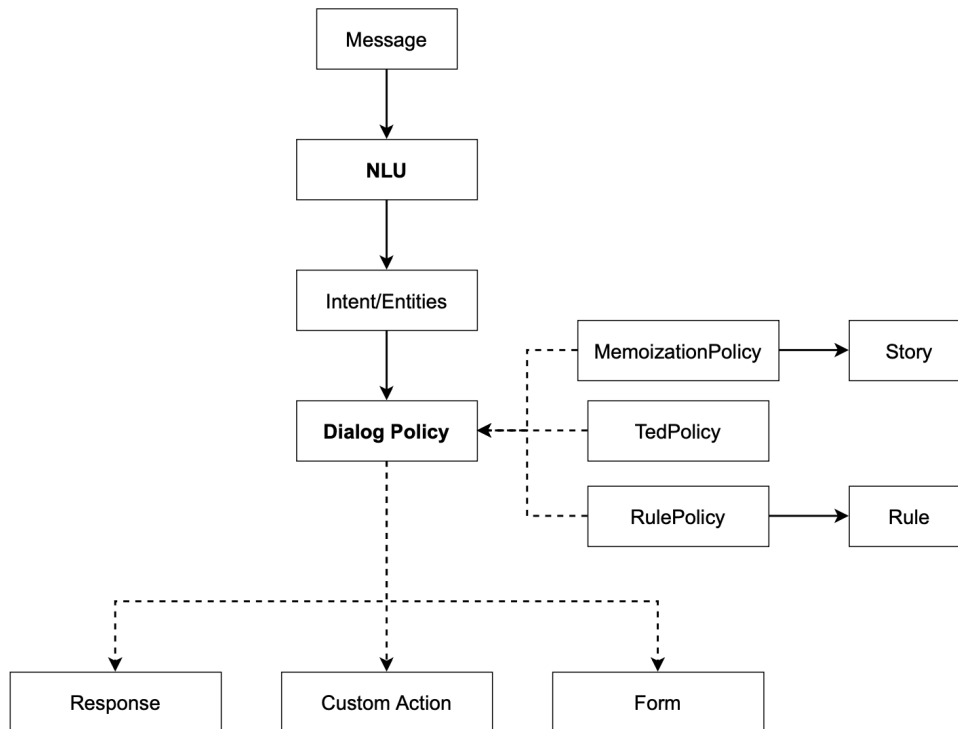 Message
NLU
Intent/Entities
MemoizationPolicy
Story
Dialog Policy
TedPolicy
RulePolicy
Rule
Response
Custom Action
Form